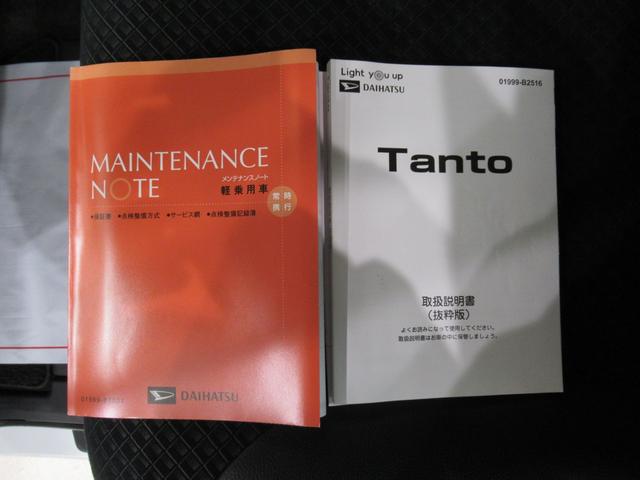 MAINTENANCE
NOTE
メンテナンスノート
軽乗用車
常時
携行
●保証書 ●点検整備方式 ●サービス網 ●点検整備記録簿
DAIHATSU
Light you up
DAIHATSU
01999-B2516
Tanto
取扱説明書
(抜粋版)
よくお読みになって使用してください。
取扱説明書はお車の中に保管しましょう。